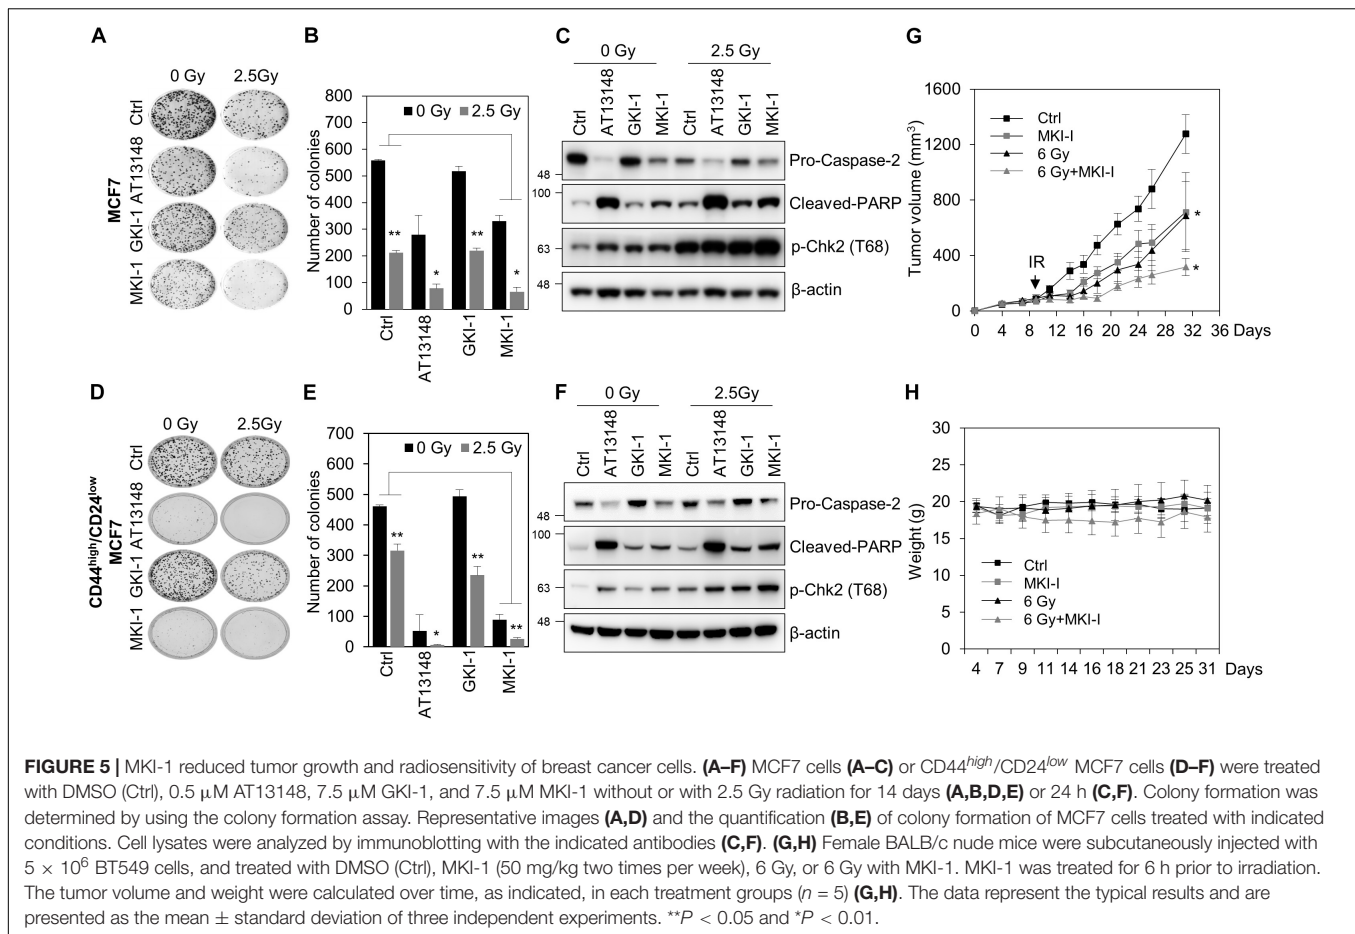 A
0 Gy 2.5Gy
MCF7
Ctrl
AT13148
GKI-1
MKI-1
B
Number of colonies
800
700
600
500
400
300
200
100
0
0 Gy 2.5 Gy
**
*
**
*
Ctrl
AT13148
GKI-1
MKI-1
C
0 Gy 2.5 Gy
Ctrl AT13148 GKI-1 MKI-1 Ctrl AT13148 GKI-1 MKI-1
Pro-Caspase-2
48
100
Cleaved-PARP
63
p-Chk2 (T68)
48
β-actin
G
Tumor volume (mm³)
1600
1200
800
400
0
Ctrl
MKI-I
6 Gy
6 Gy+MKI-I
IR
*
*
0 4 8 12 16 20 24 28 32 36 Days
D
0 Gy 2.5Gy
CD44high/CD24low
MCF7
Ctrl
AT13148
GKI-1
MKI-1
E
Number of colonies
700
600
500
400
300
200
100
0
0 Gy 2.5 Gy
**
*
**
**
Ctrl
AT13148
GKI-1
MKI-1
F
0 Gy 2.5Gy
Ctrl AT13148 GKI-1 MKI-1 Ctrl AT13148 GKI-1 MKI-1
Pro-Caspase-2
48
100
Cleaved-PARP
63
p-Chk2 (T68)
48
β-actin
H
Weight (g)
30
25
20
15
10
5
0
Ctrl
MKI-I
6 Gy
6 Gy+MKI-I
4 7 9 11 14 16 18 21 23 25 31 Days
FIGURE 5 | MKI-1 reduced tumor growth and radiosensitivity of breast cancer cells. (A–F) MCF7 cells (A–C) or CD44high/CD24low MCF7 cells (D–F) were treated
with DMSO (Ctrl), 0.5 μM AT13148, 7.5 μM GKI-1, and 7.5 μM MKI-1 without or with 2.5 Gy radiation for 14 days (A,B,D,E) or 24 h (C,F). Colony formation was
determined by using the colony formation assay. Representative images (A,D) and the quantification (B,E) of colony formation of MCF7 cells treated with indicated
conditions. Cell lysates were analyzed by immunoblotting with the indicated antibodies (C,F). (G,H) Female BALB/c nude mice were subcutaneously injected with
5 × 10⁶ BT549 cells, and treated with DMSO (Ctrl), MKI-1 (50 mg/kg two times per week), 6 Gy, or 6 Gy with MKI-1. MKI-1 was treated for 6 h prior to irradiation.
The tumor volume and weight were calculated over time, as indicated, in each treatment groups (n = 5) (G,H). The data represent the typical results and are
presented as the mean ± standard deviation of three independent experiments. **P < 0.05 and *P < 0.01.